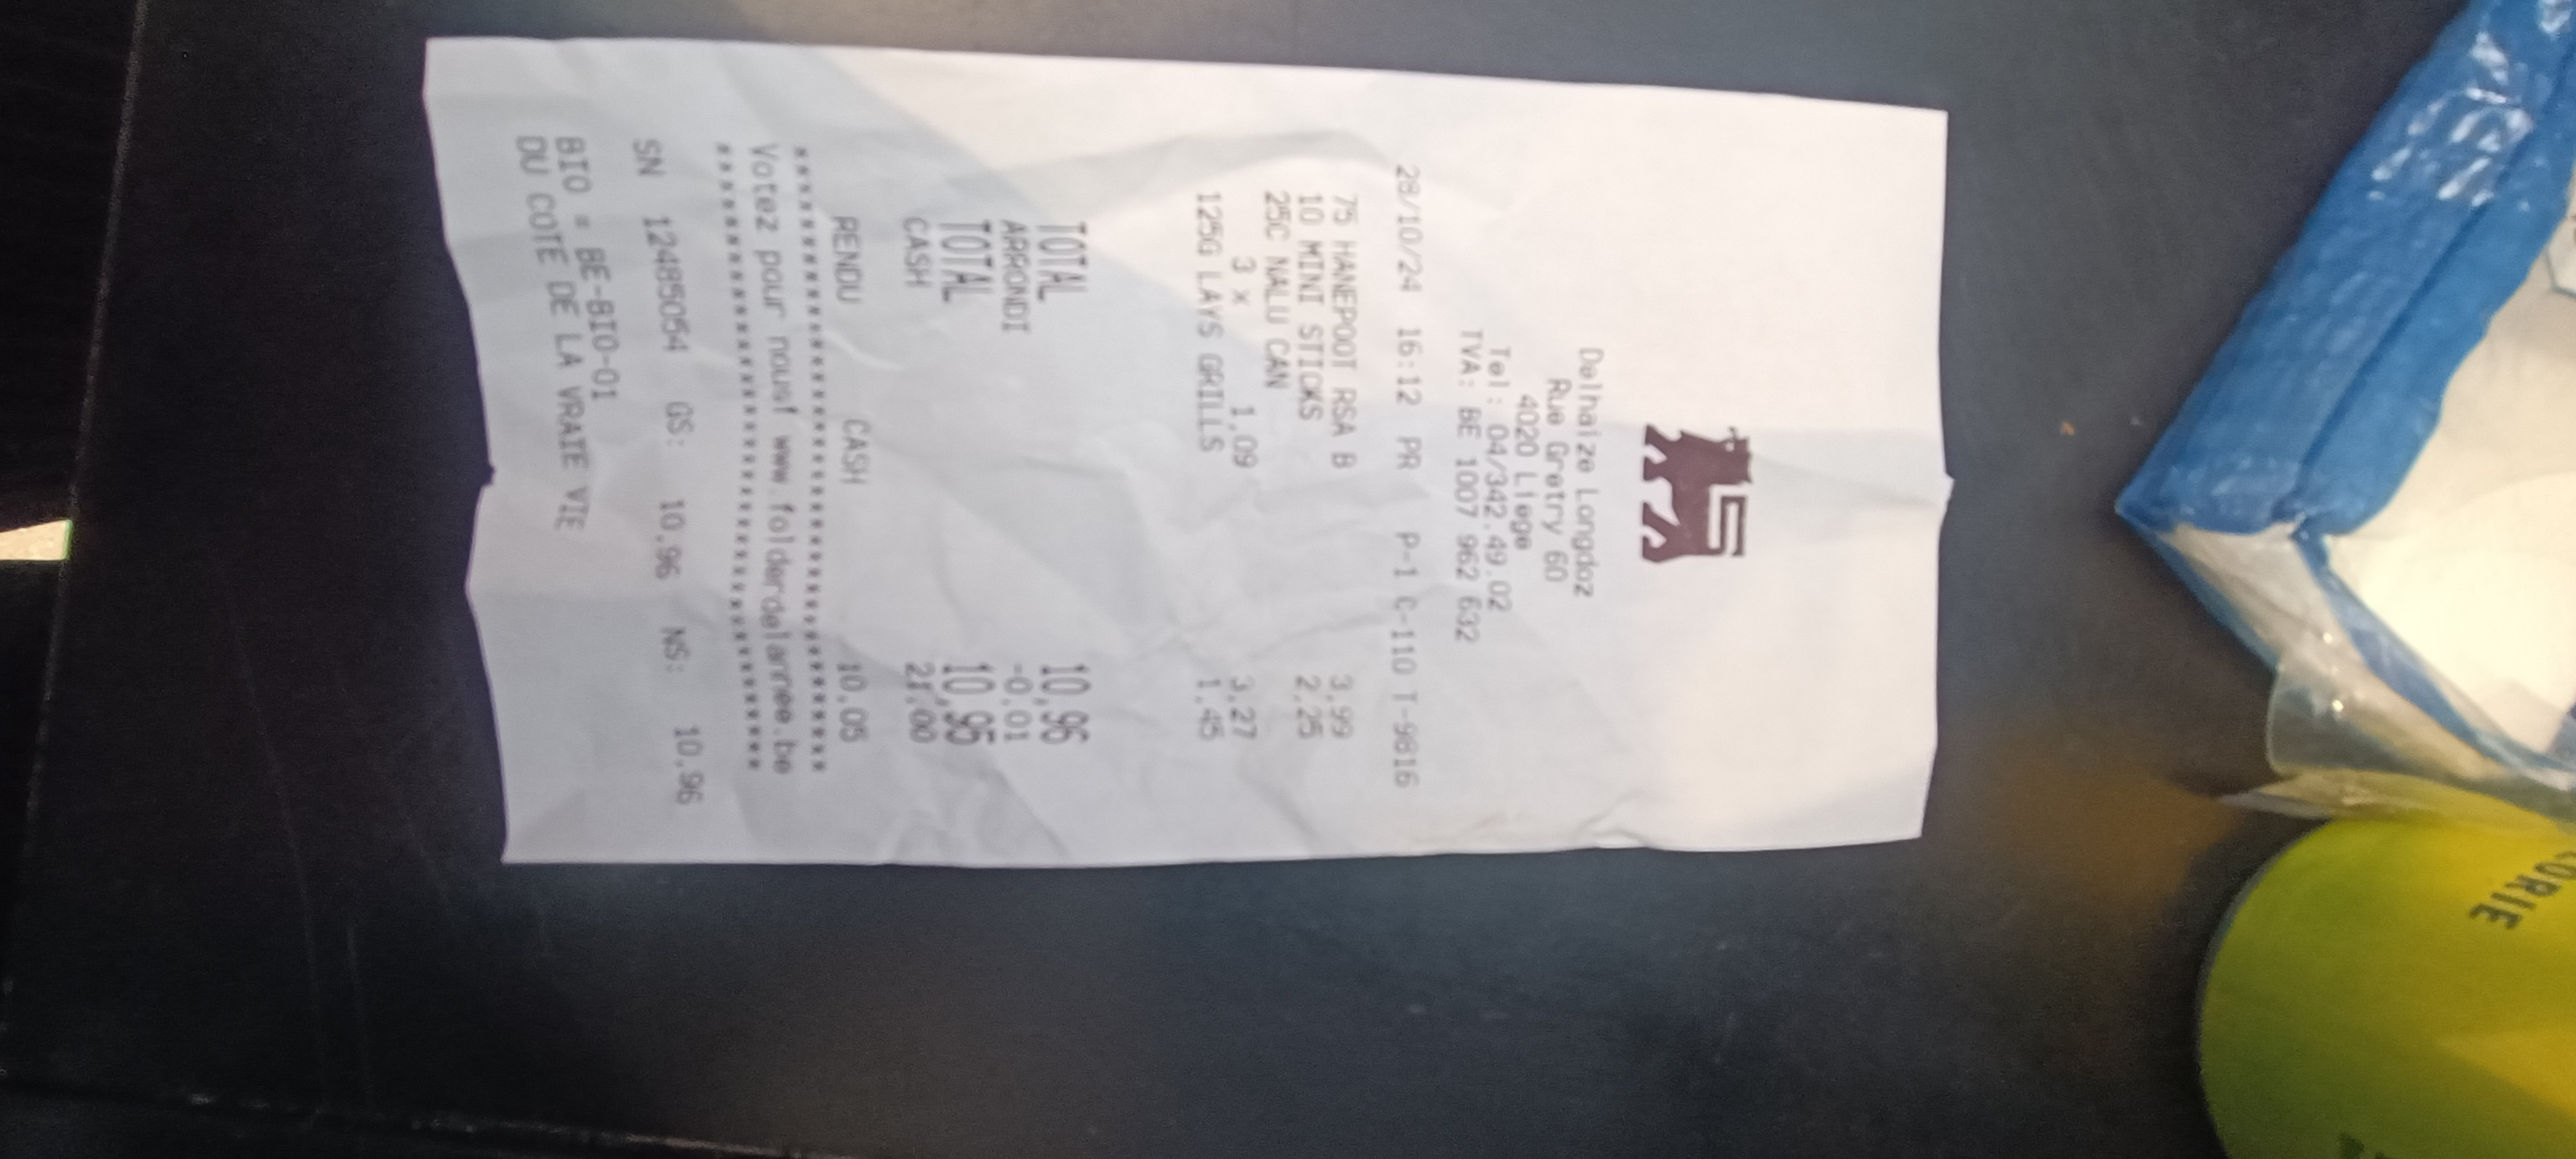 Delhaize Longdoz
Rue Gretry 60
4020 Liege
Tel: 04/342.49.02
TVA: BE 1007 962 632
28/10/24 16:12 PR P-1 C-110 T-9816
75 HANEPOOT RSA B 3,99
10 MINI STICKS 2,25
25C NALU CAN
3 x 1,09 3,27
125G LAYS GRILLS 1,45
TOTAL 10,96
ARRONDI -0,01
TOTAL 10,95
CASH 21,00
RENDU CASH 10,05
****************************************
Votez pour nous! www.folderdelannee.be
****************************************
SN 12485054 GS: 10.96 NS: 10.96
BIO = BE-BIO-01
DU COTE DE LA VRAIE VIE
CORIE